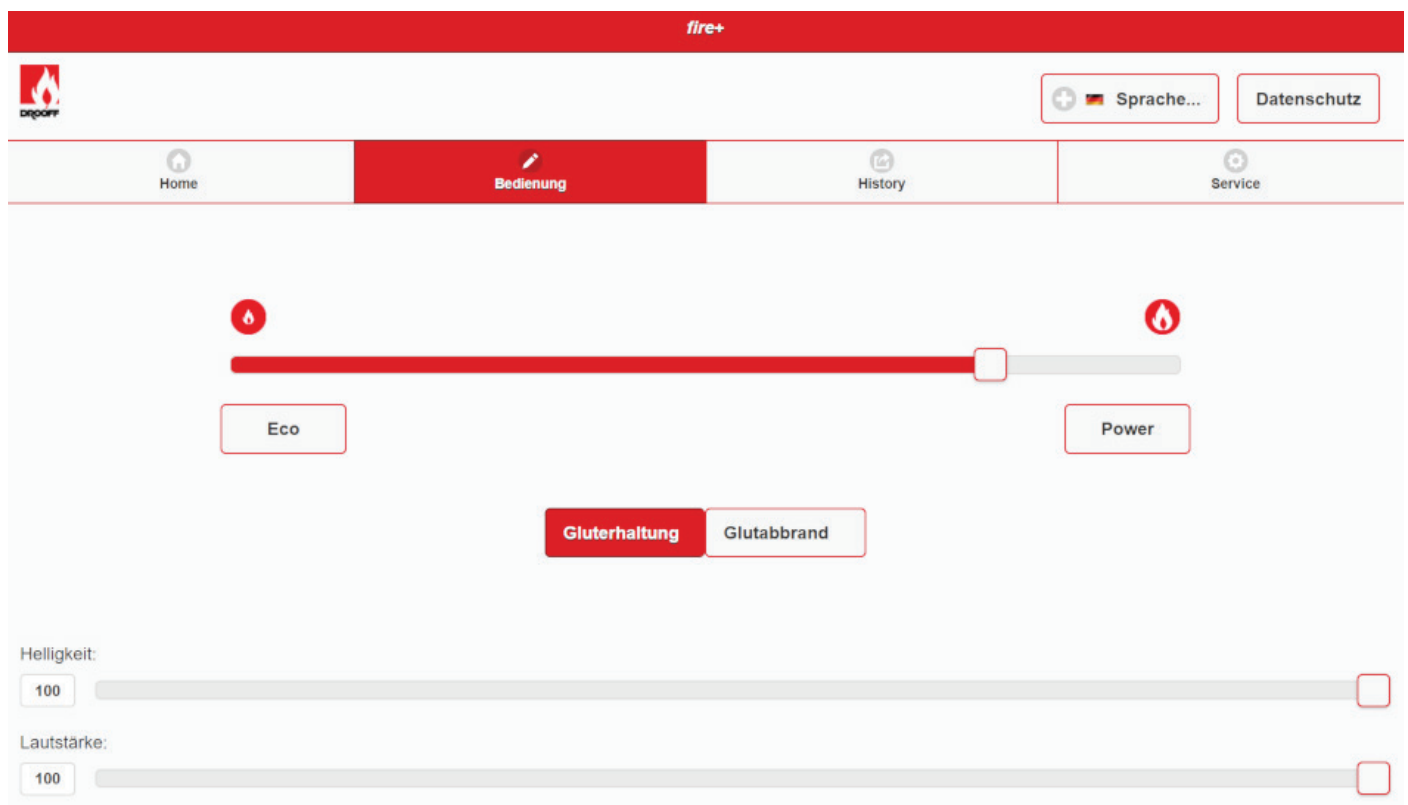 fire+
DROOFF
Sprache...
Datenschutz
Home
Bedienung
History
Service
Eco
Power
Gluterhaltung
Glutabbrand
Helligkeit:
100
Lautstärke:
100